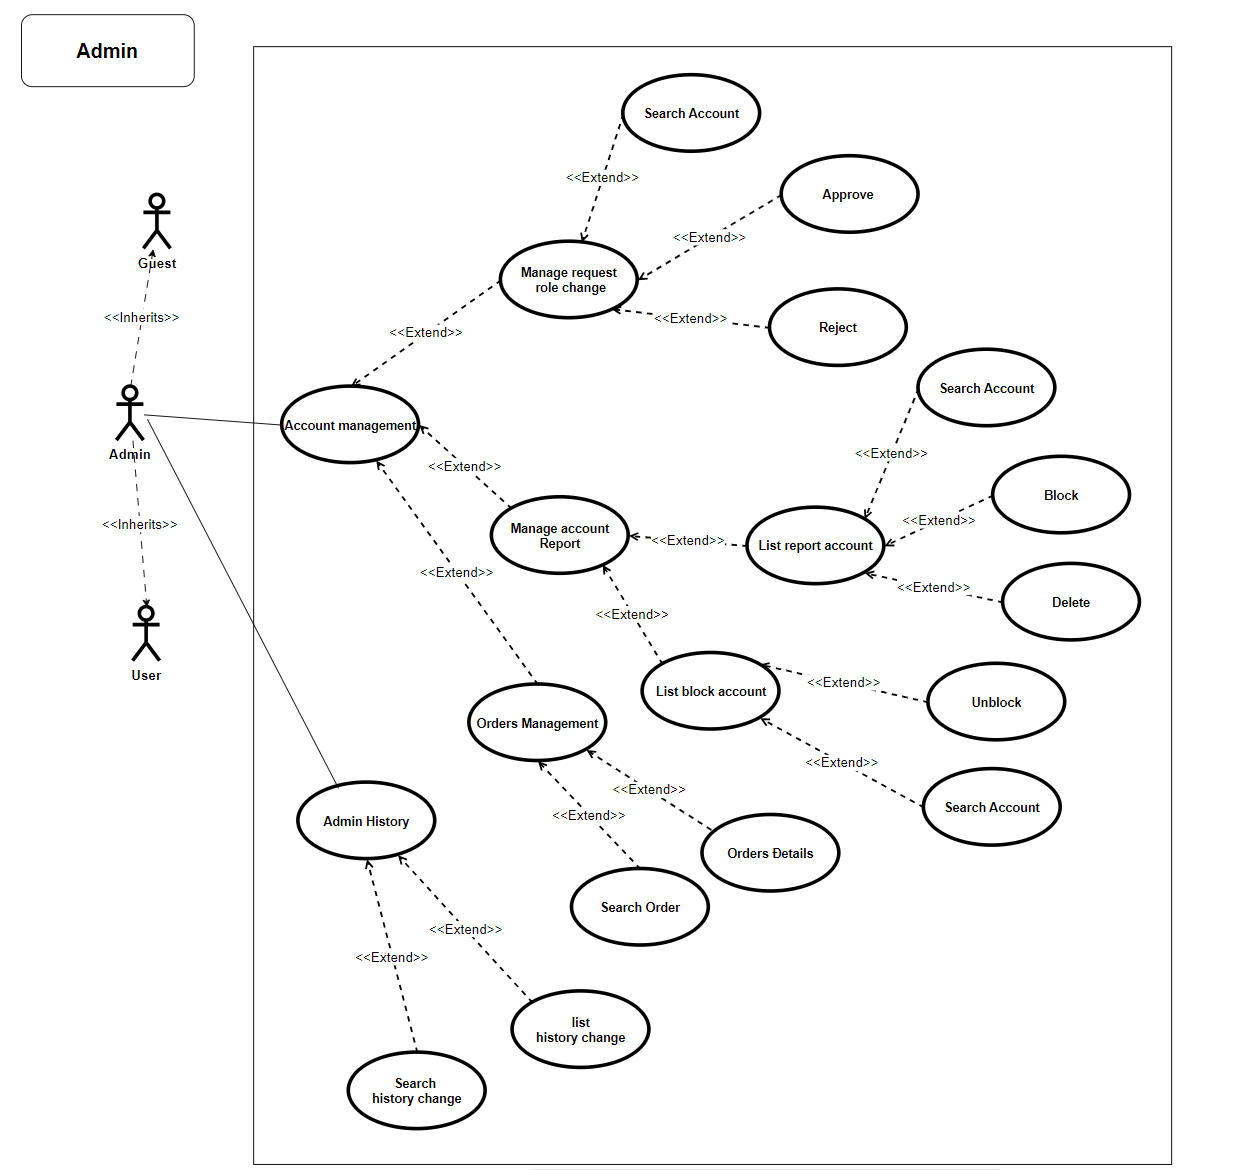 Admin
Search Account
<<Extend>>
Approve
<<Extend>>
Guest
Manage request
role change
<<Inherits>>
<<Extend>>
Reject
<<Extend>>
Search Account
Account management
Admin
<<Extend>>
<<Extend>>
Block
<<Inherits>>
<<Extend>>
Manage account
Report
<<Extend>>
List report account
<<Extend>>
<<Extend>>
Delete
<<Extend>>
User
List block account
<<Extend>>
Unblock
Orders Management
<<Extend>>
<<Extend>>
Search Account
<<Extend>>
Admin History
Orders Đetails
Search Order
<<Extend>>
<<Extend>>
list
history change
Search
history change